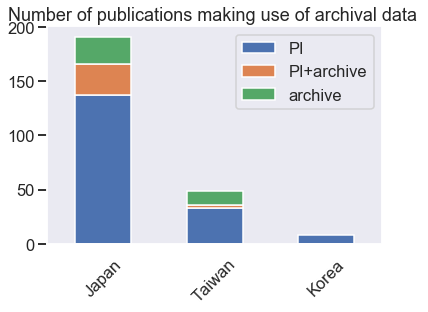 Number of publications making use of archival data
200
150
100
50
0
PI
PI+archive
archive
Japan
Taiwan
Korea